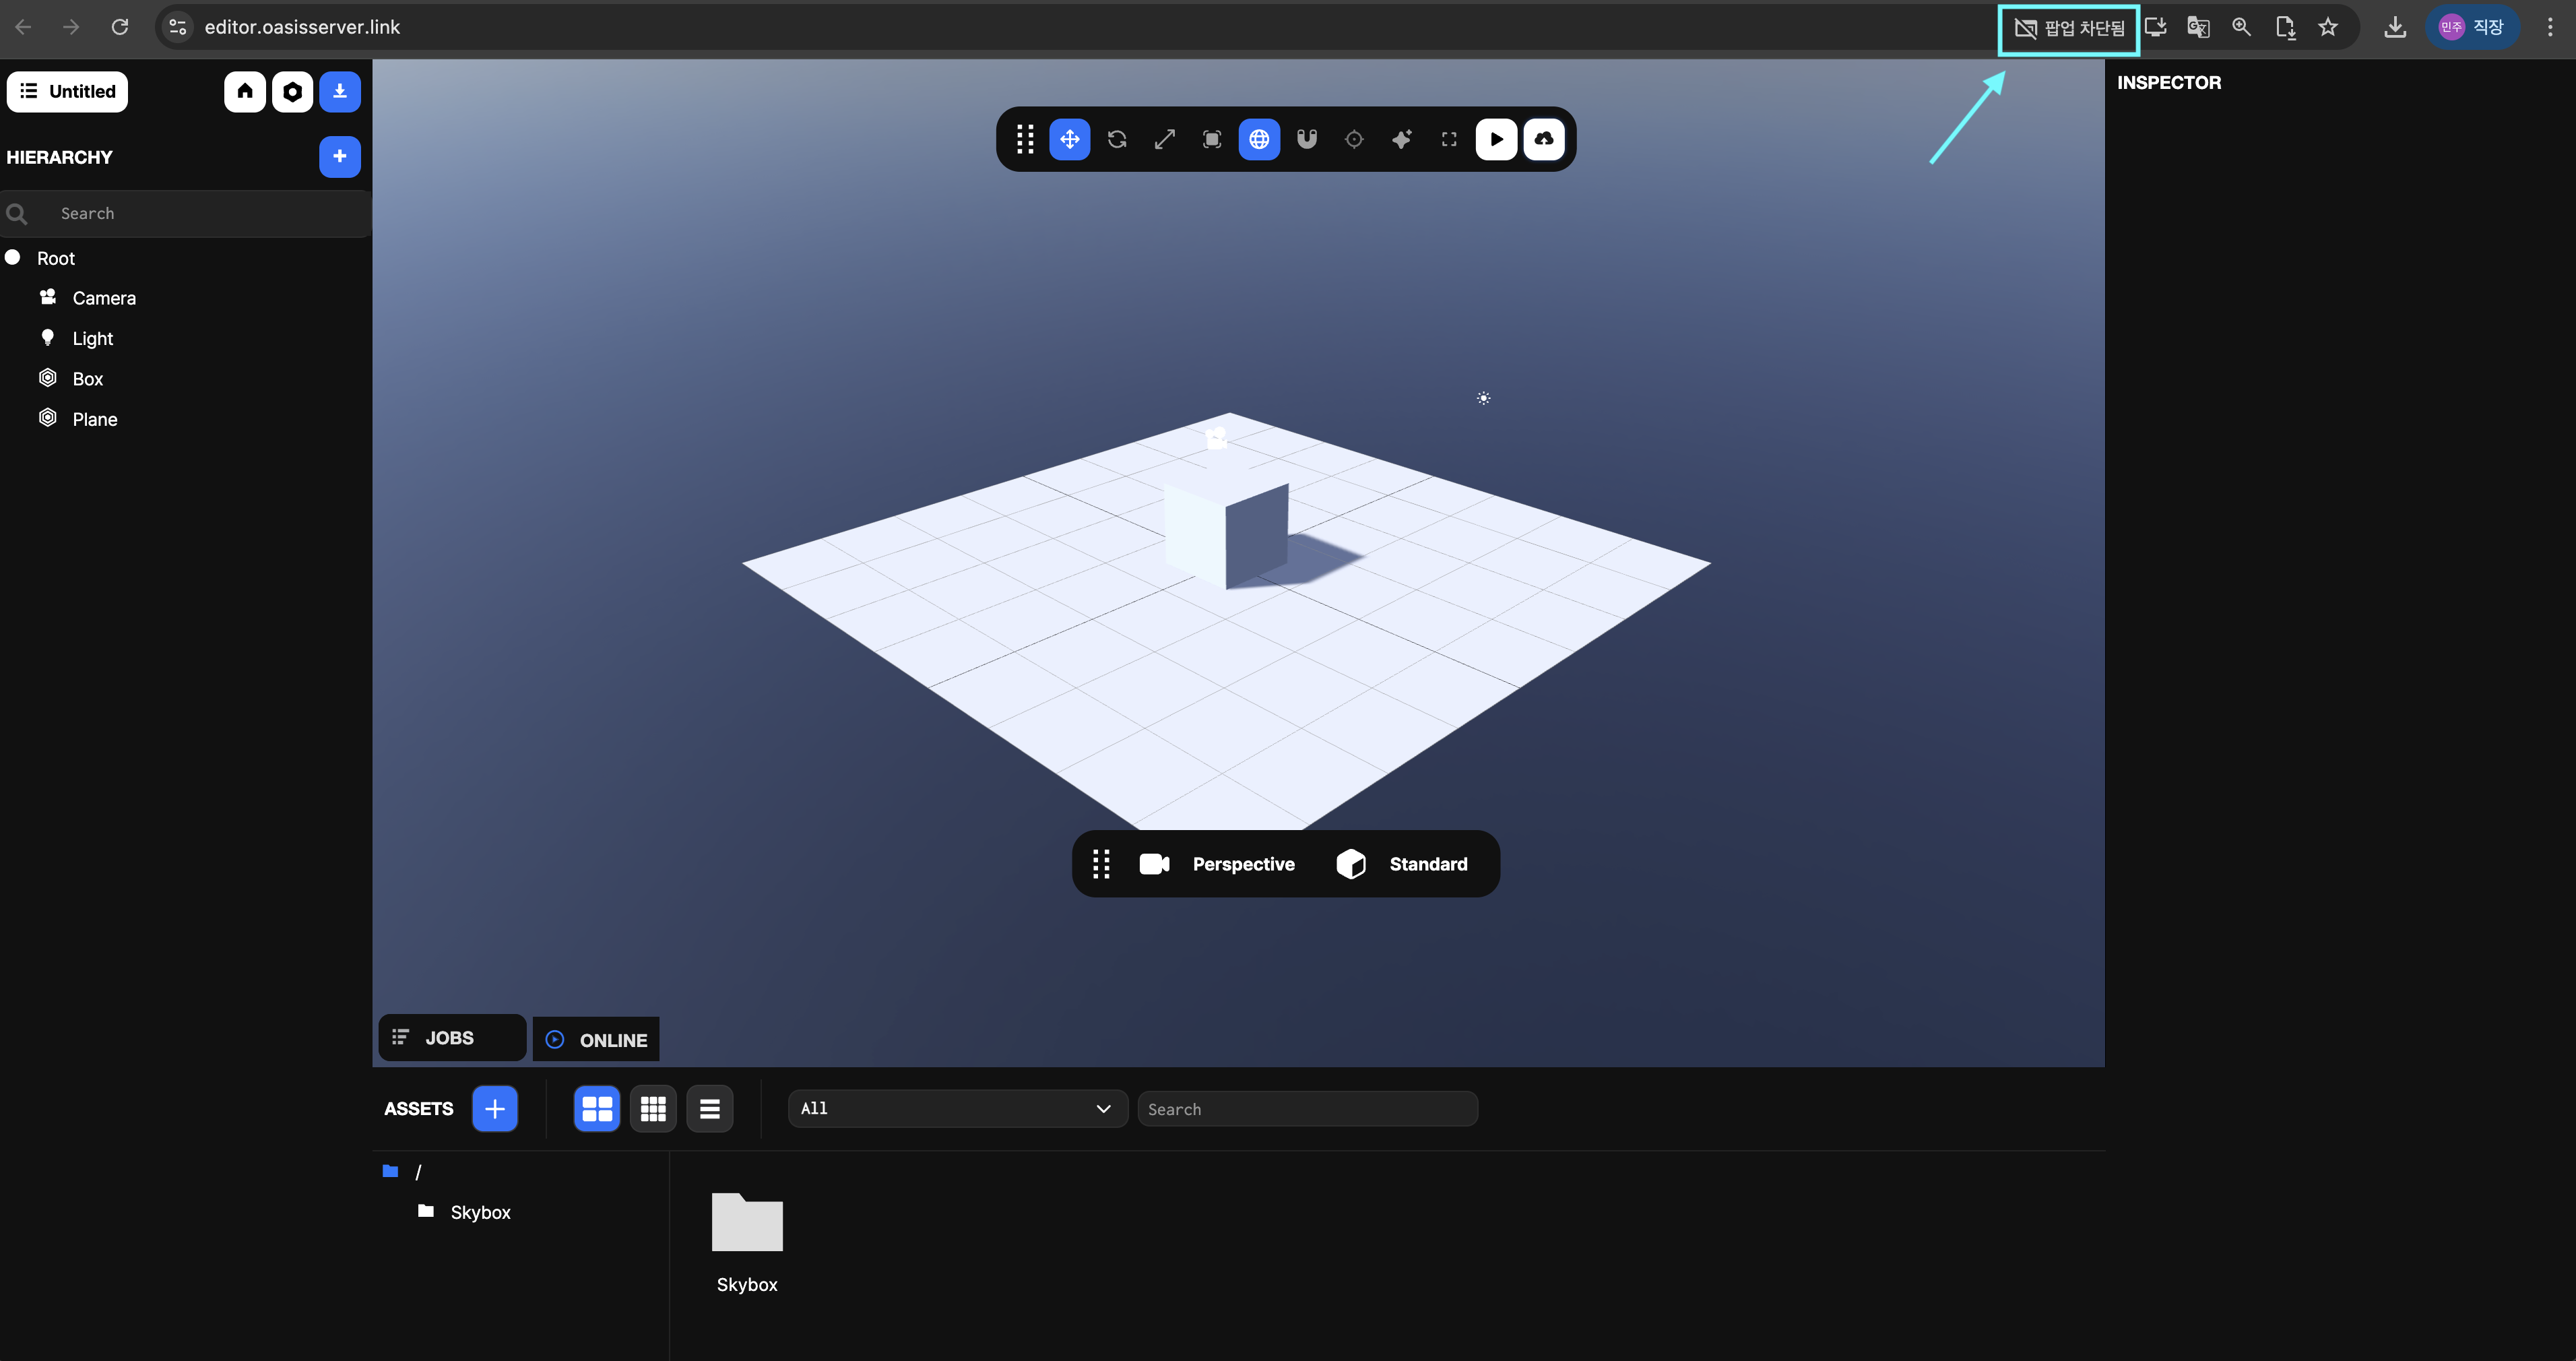 editor.oasisserver.link
팝업 차단됨
민주 직장
Untitled
INSPECTOR
HIERARCHY
Search
Root
Camera
Light
Box
Plane
Perspective Standard
JOBS ONLINE
ASSETS All Search
/
Skybox
Skybox